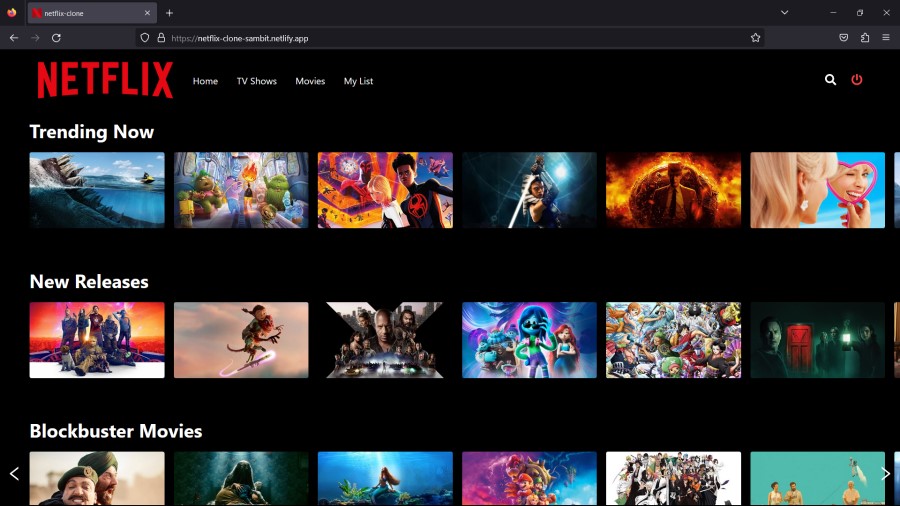 netflix-clone
https://netflix-clone-sambit.netlify.app
NETFLIX
Home
TV Shows
Movies
My List
Trending Now
New Releases
Blockbuster Movies